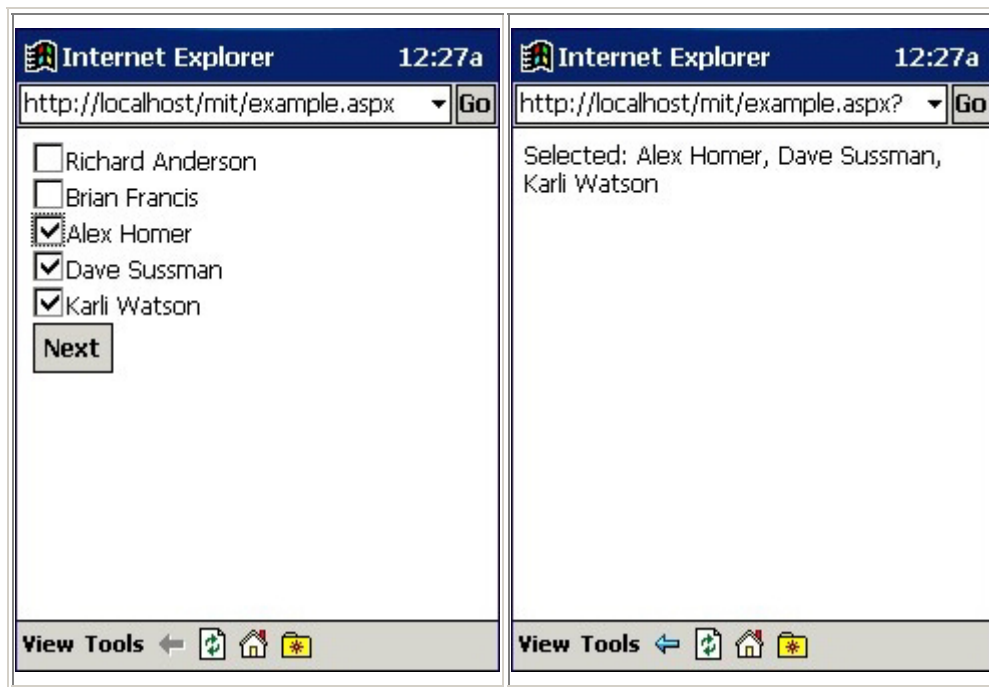 Internet Explorer 12:27a
http://localhost/mit/example.aspx Go
Richard Anderson
Brian Francis
Alex Homer
Dave Sussman
Karli Watson
Next
View Tools
Internet Explorer 12:27a
http://localhost/mit/example.aspx? Go
Selected: Alex Homer, Dave Sussman,
Karli Watson
View Tools